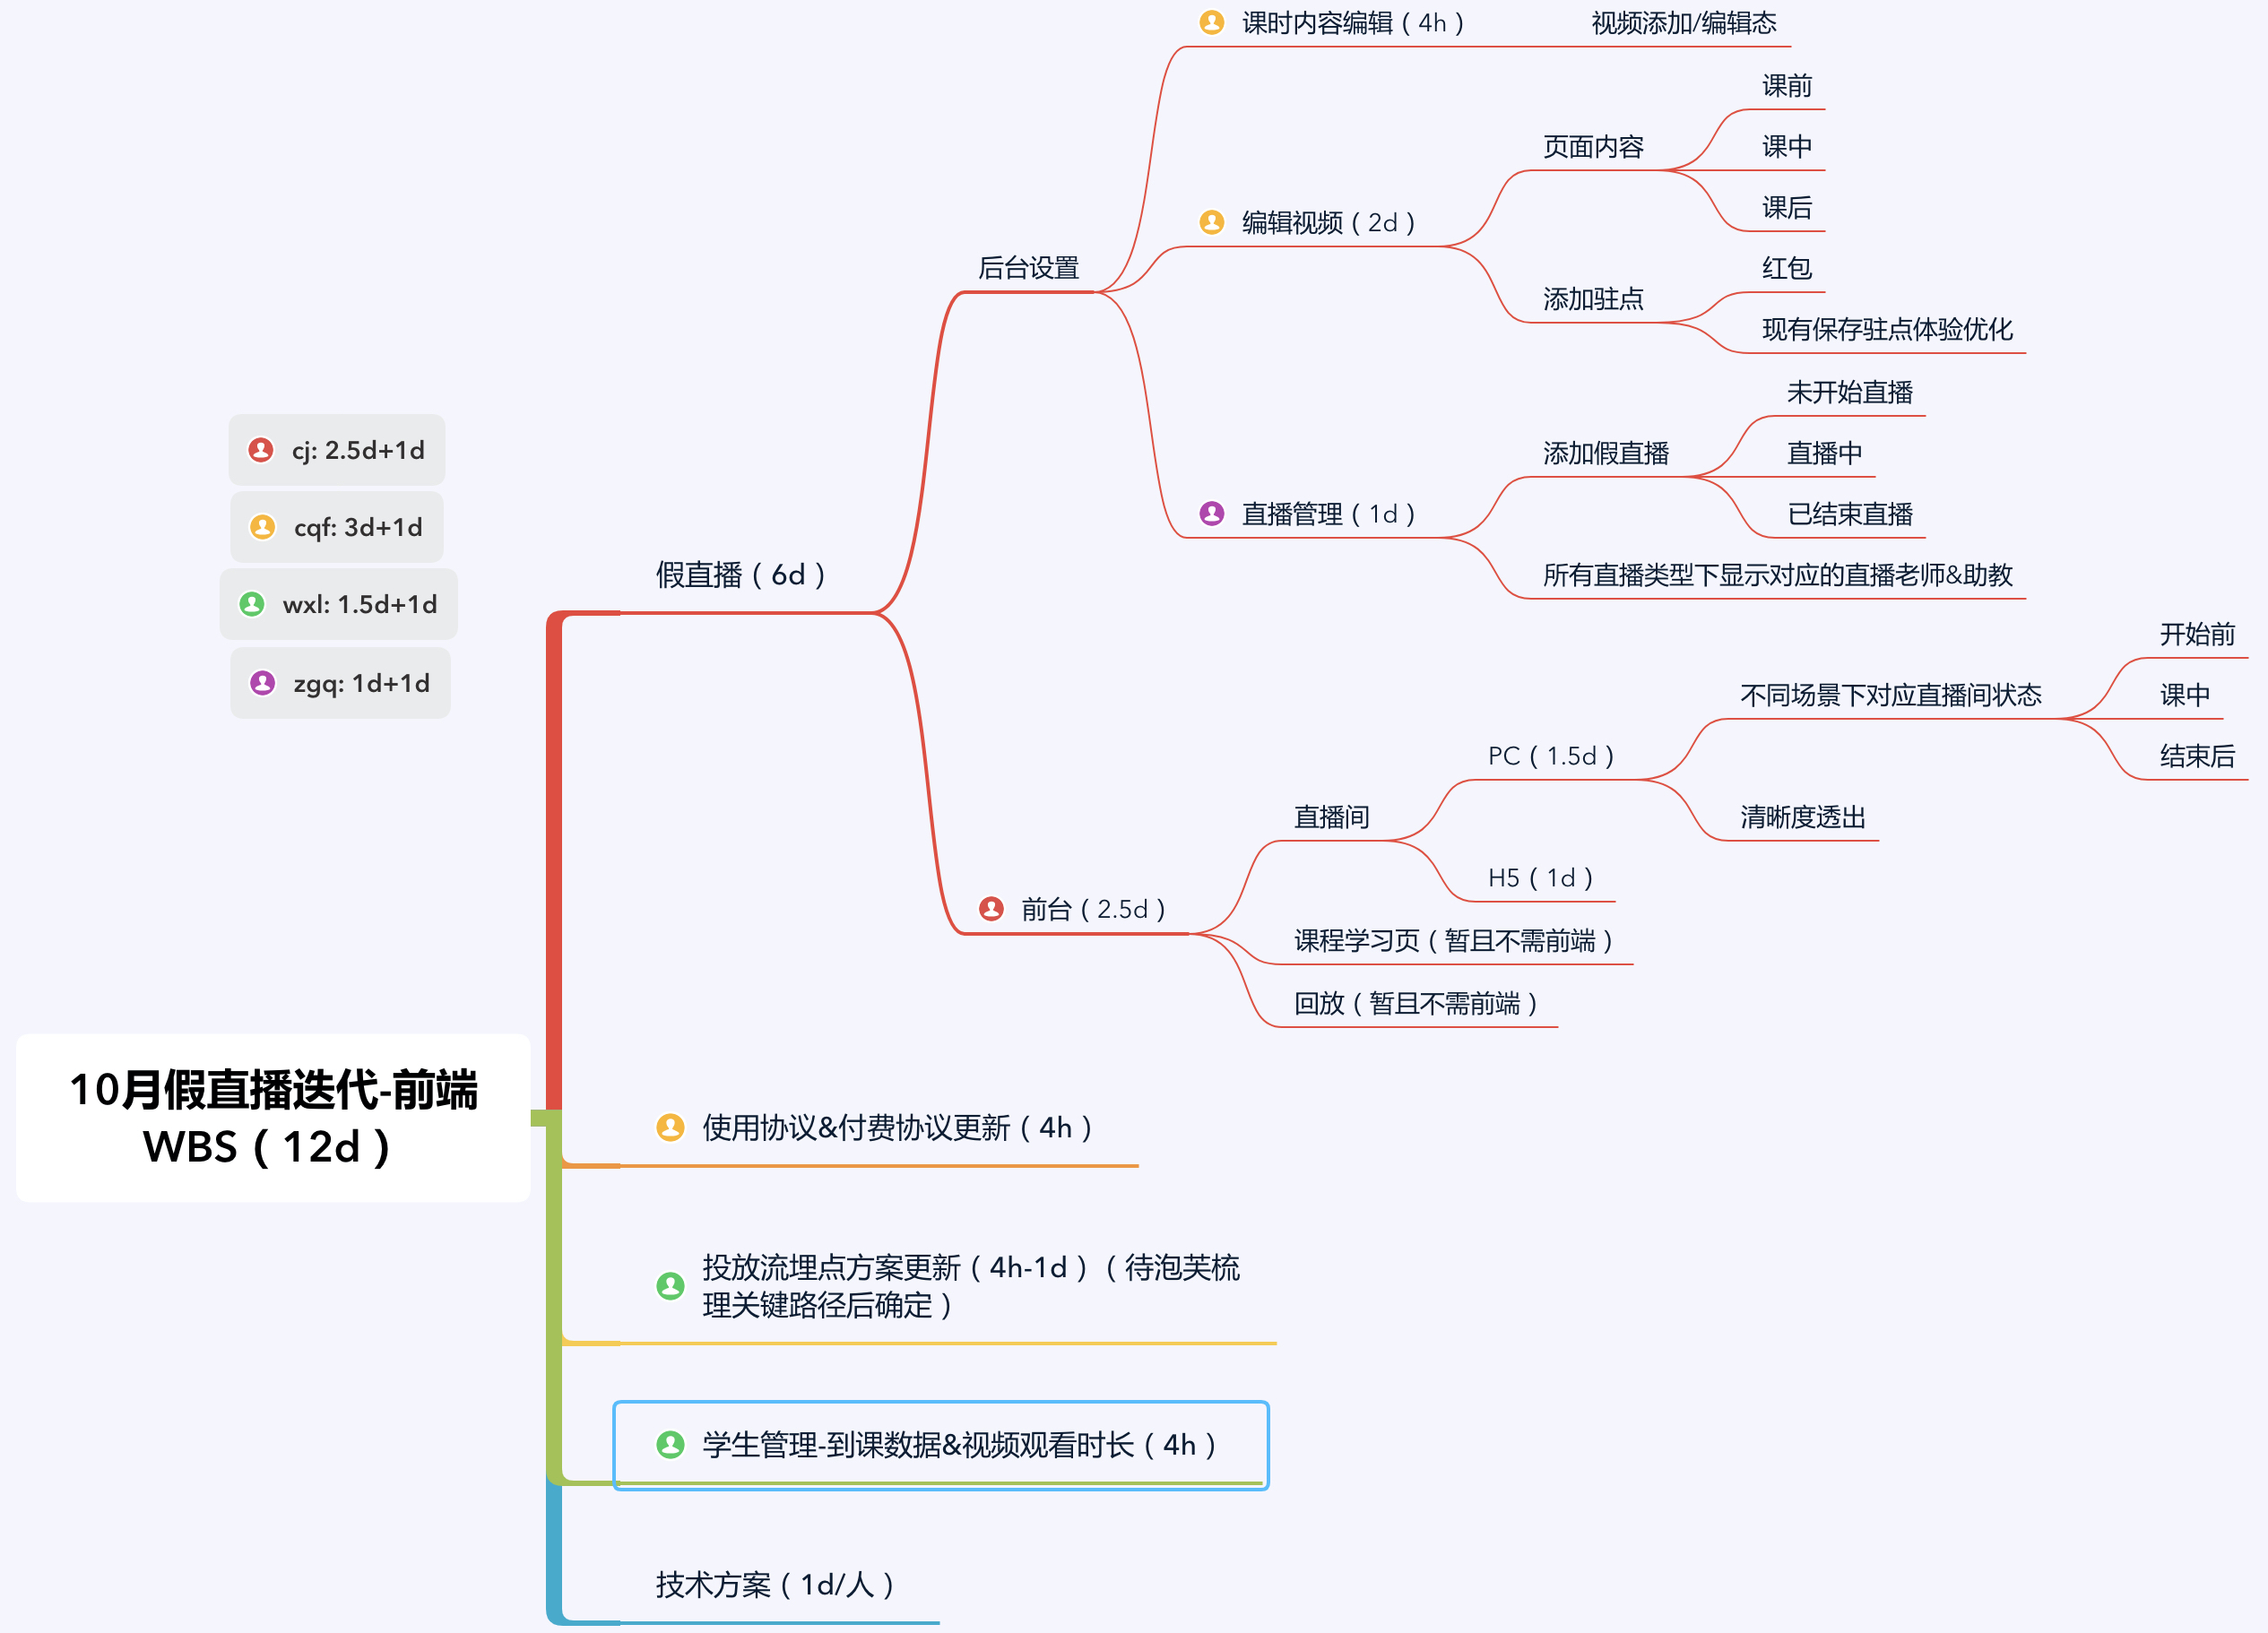 cj: 2.5d+1d
cqf: 3d+1d
wxl: 1.5d+1d
zgq: 1d+1d
10月假直播迭代-前端
WBS（12d）
假直播（6d）
后台设置
课时内容编辑（4h）
视频添加/编辑态
编辑视频（2d）
页面内容
课前
课中
课后
添加驻点
红包
现有保存驻点体验优化
直播管理（1d）
添加假直播
未开始直播
直播中
已结束直播
所有直播类型下显示对应的直播老师&助教
前台（2.5d）
直播间
PC（1.5d）
不同场景下对应直播间状态
开始前
课中
结束后
清晰度透出
H5（1d）
课程学习页（暂且不需前端）
回放（暂且不需前端）
使用协议&付费协议更新（4h）
投放流埋点方案更新（4h-1d）（待泡芙梳
理关键路径后确定）
学生管理-到课数据&视频观看时长（4h）
技术方案（1d/人）